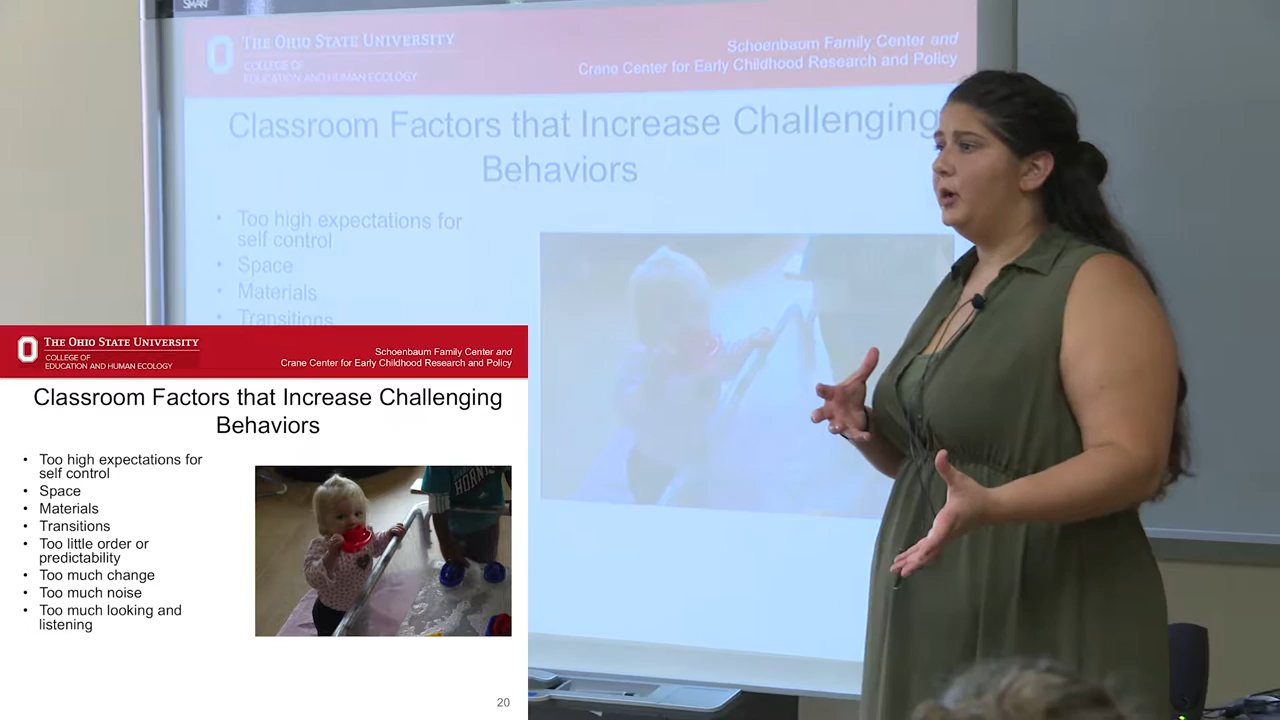 SMART
THE OHIO STATE UNIVERSITY
COLLEGE OF
EDUCATION AND HUMAN ECOLOGY
Schoenbaum Family Center and
Crane Center for Early Childhood Research and Policy
Classroom Factors that Increase Challenging
Behaviors
• Too high expectations for
self control
• Space
• Materials
• Transitions
THE OHIO STATE UNIVERSITY
COLLEGE OF
EDUCATION AND HUMAN ECOLOGY
Schoenbaum Family Center and
Crane Center for Early Childhood Research and Policy
Classroom Factors that Increase Challenging
Behaviors
• Too high expectations for
self control
• Space
• Materials
• Transitions
• Too little order or
predictability
• Too much change
• Too much noise
• Too much looking and
listening
20